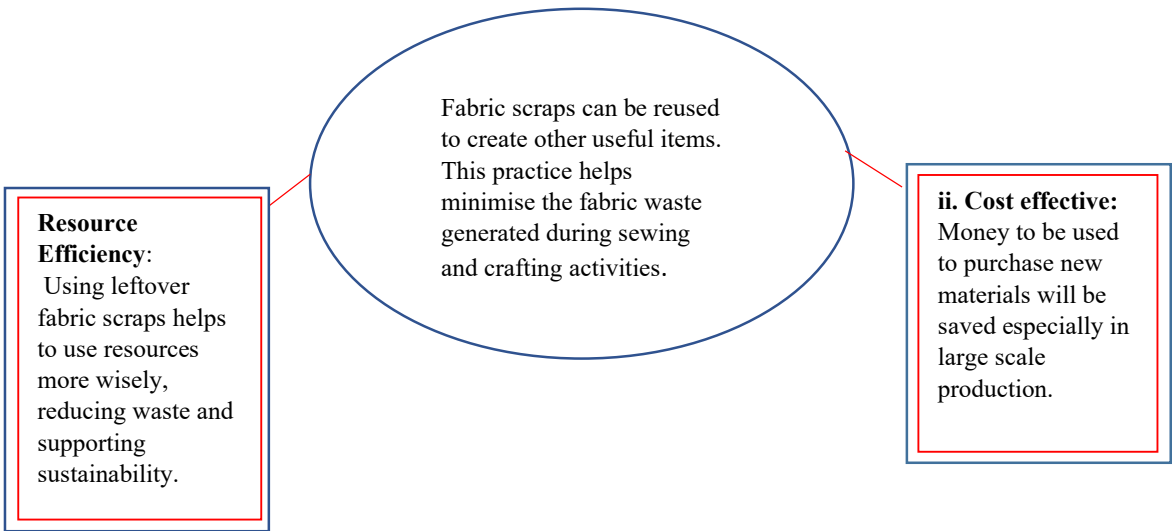 Fabric scraps can be reused
to create other useful items.
This practice helps
minimise the fabric waste
generated during sewing
and crafting activities.
Resource
Efficiency:
Using leftover
fabric scraps helps
to use resources
more wisely,
reducing waste and
supporting
sustainability.
ii. Cost effective:
Money to be used
to purchase new
materials will be
saved especially in
large scale
production.